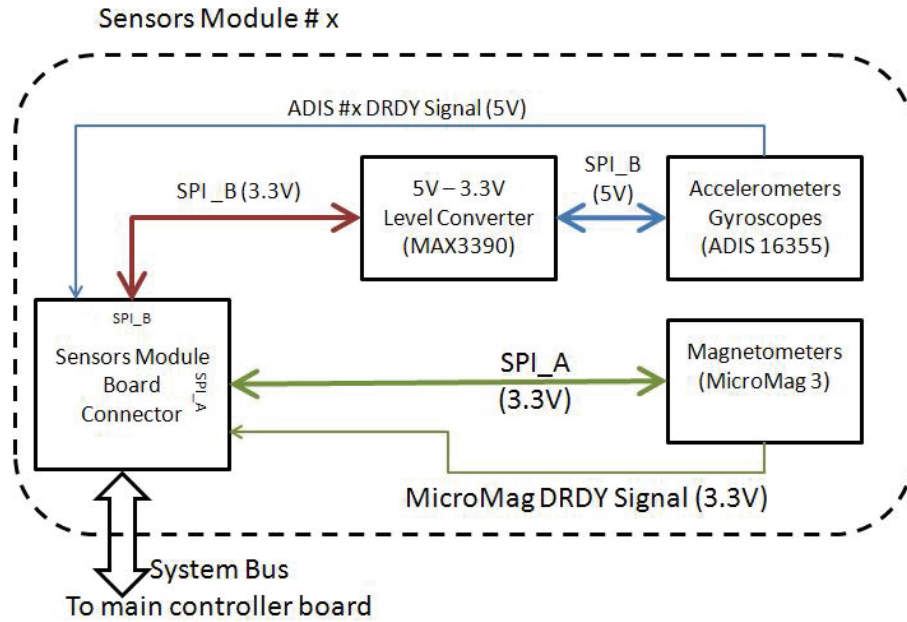 Sensors Module # x
ADIS #x DRDY Signal (5V)
SPI_B (3.3V)
5V – 3.3V
Level Converter
(MAX3390)
SPI_B
(5V)
Accelerometers
Gyroscopes
(ADIS 16355)
SPI_B
Sensors Module
Board
Connector
SPI_A
SPI_A
(3.3V)
Magnetometers
(MicroMag 3)
MicroMag DRDY Signal (3.3V)
System Bus
To main controller board